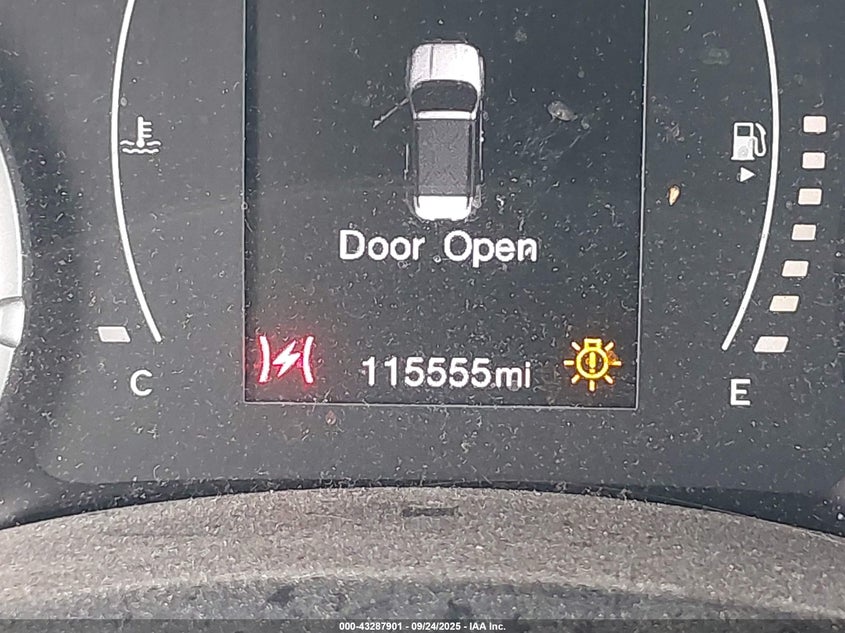 Door Open
115555mi
C
E
000-43287901 - 09/24/2025 - IAA Inc.